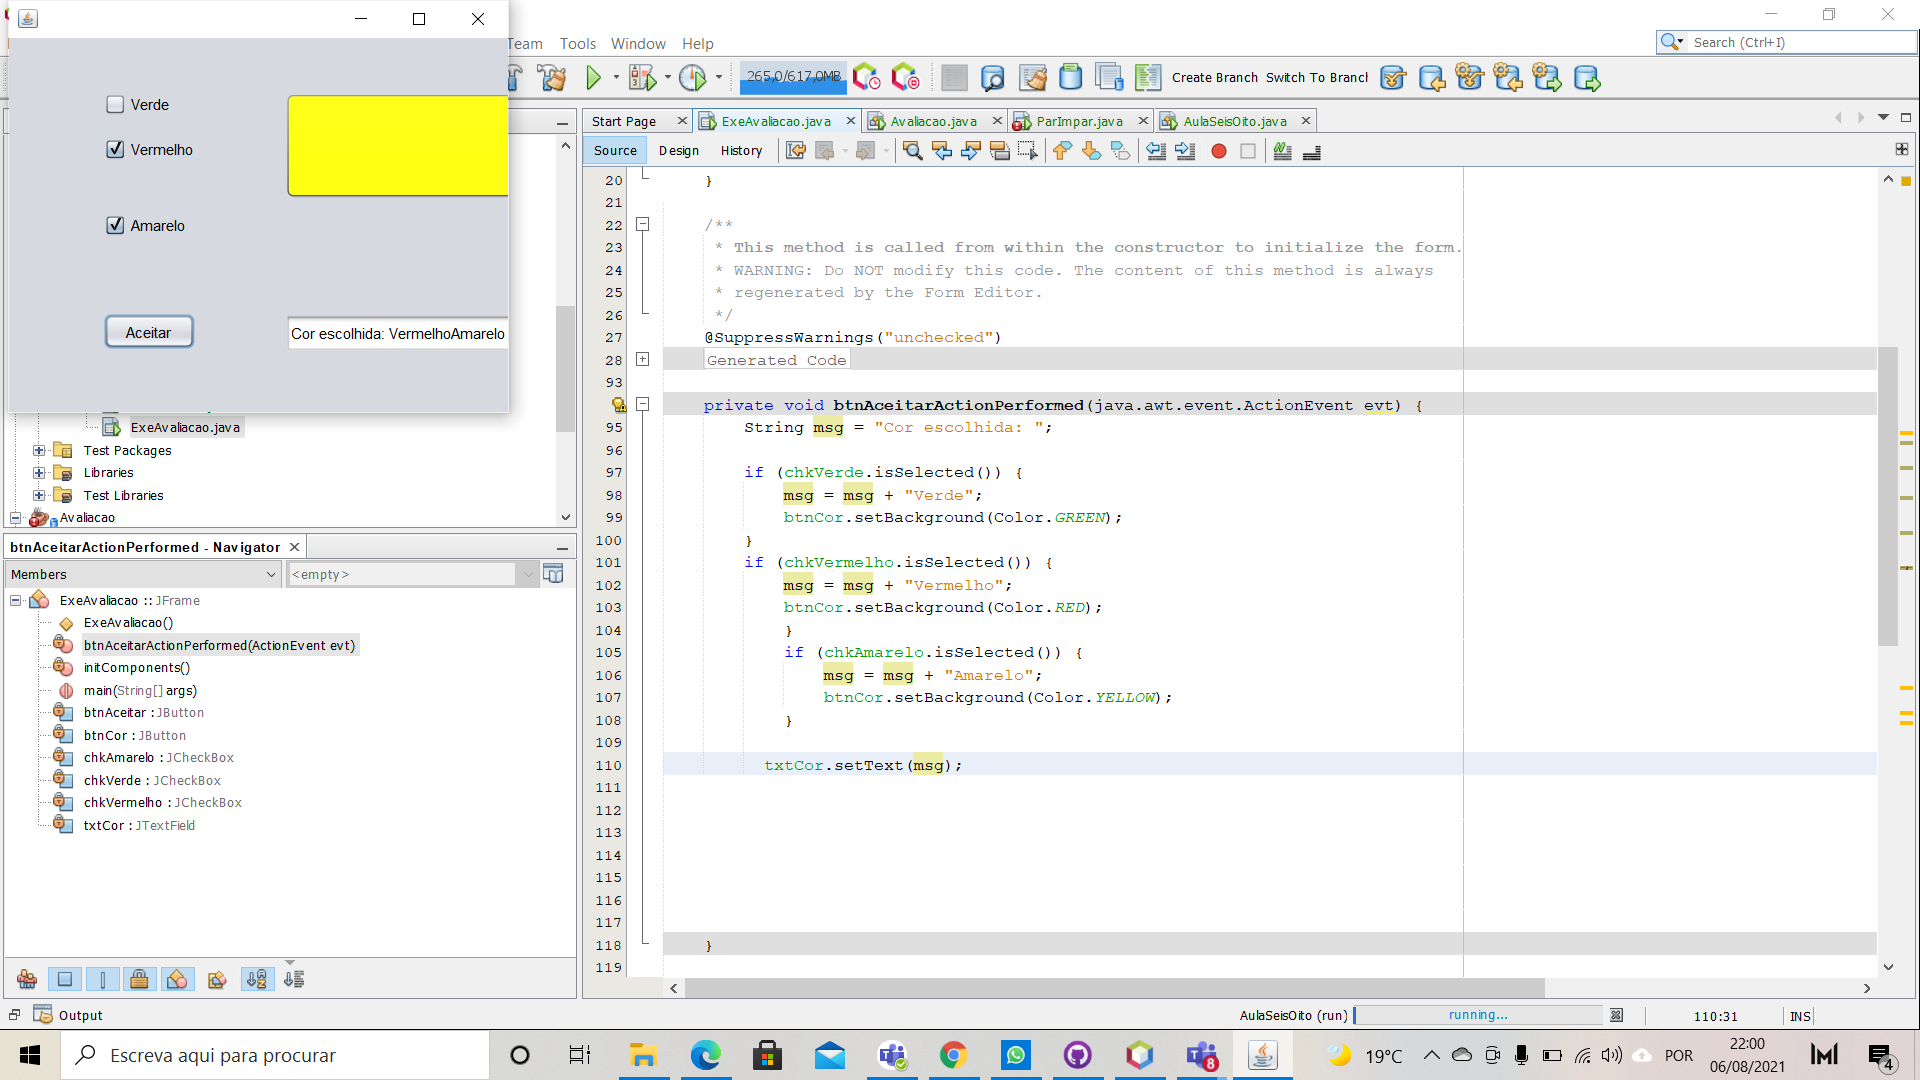 Team Tools Window Help
Search (Ctrl+I)
265.0/617.0MB
Create Branch Switch To Branch
Verde
Vermelho
Amarelo
Aceitar
Cor escolhida: VermelhoAmarelo
ExeAvaliacao.java
Test Packages
Libraries
Test Libraries
Avaliacao
btnAceitarActionPerformed - Navigator
Members
<empty>
ExeAvaliacao :: JFrame
ExeAvaliacao()
btnAceitarActionPerformed(ActionEvent evt)
initComponents()
main(String[] args)
btnAceitar : JButton
btnCor : JButton
chkAmarelo : JCheckBox
chkVerde : JCheckBox
chkVermelho : JCheckBox
txtCor : JTextField
Start Page ExeAvaliacao.java Avaliacao.java ParImpar.java AulaSeisOito.java
Source Design History
20 }
21
22 /**
23 * This method is called from within the constructor to initialize the form.
24 * WARNING: Do NOT modify this code. The content of this method is always
25 * regenerated by the Form Editor.
26 */
27 @SuppressWarnings("unchecked")
28 Generated Code
93
private void btnAceitarActionPerformed(java.awt.event.ActionEvent evt) {
95 String msg = "Cor escolhida: ";
96
97 if (chkVerde.isSelected()) {
98 msg = msg + "Verde";
99 btnCor.setBackground(Color.GREEN);
100 }
101 if (chkVermelho.isSelected()) {
102 msg = msg + "Vermelho";
103 btnCor.setBackground(Color.RED);
104 }
105 if (chkAmarelo.isSelected()) {
106 msg = msg + "Amarelo";
107 btnCor.setBackground(Color.YELLOW);
108 }
109
110 txtCor.setText(msg);
111
112
113
114
115
116
117
118 }
119
Output
AulaSeisOito (run) running... 110:31 INS
Escreva aqui para procurar
8
19°C
POR
22:00
06/08/2021
4